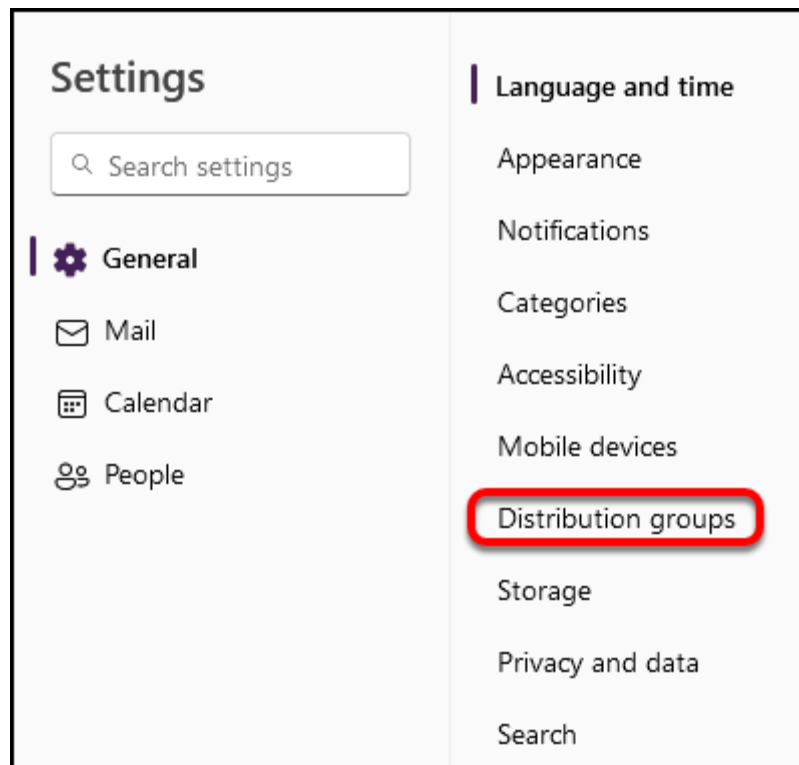 Settings
Search settings
General
Mail
Calendar
People
Language and time
Appearance
Notifications
Categories
Accessibility
Mobile devices
Distribution groups
Storage
Privacy and data
Search